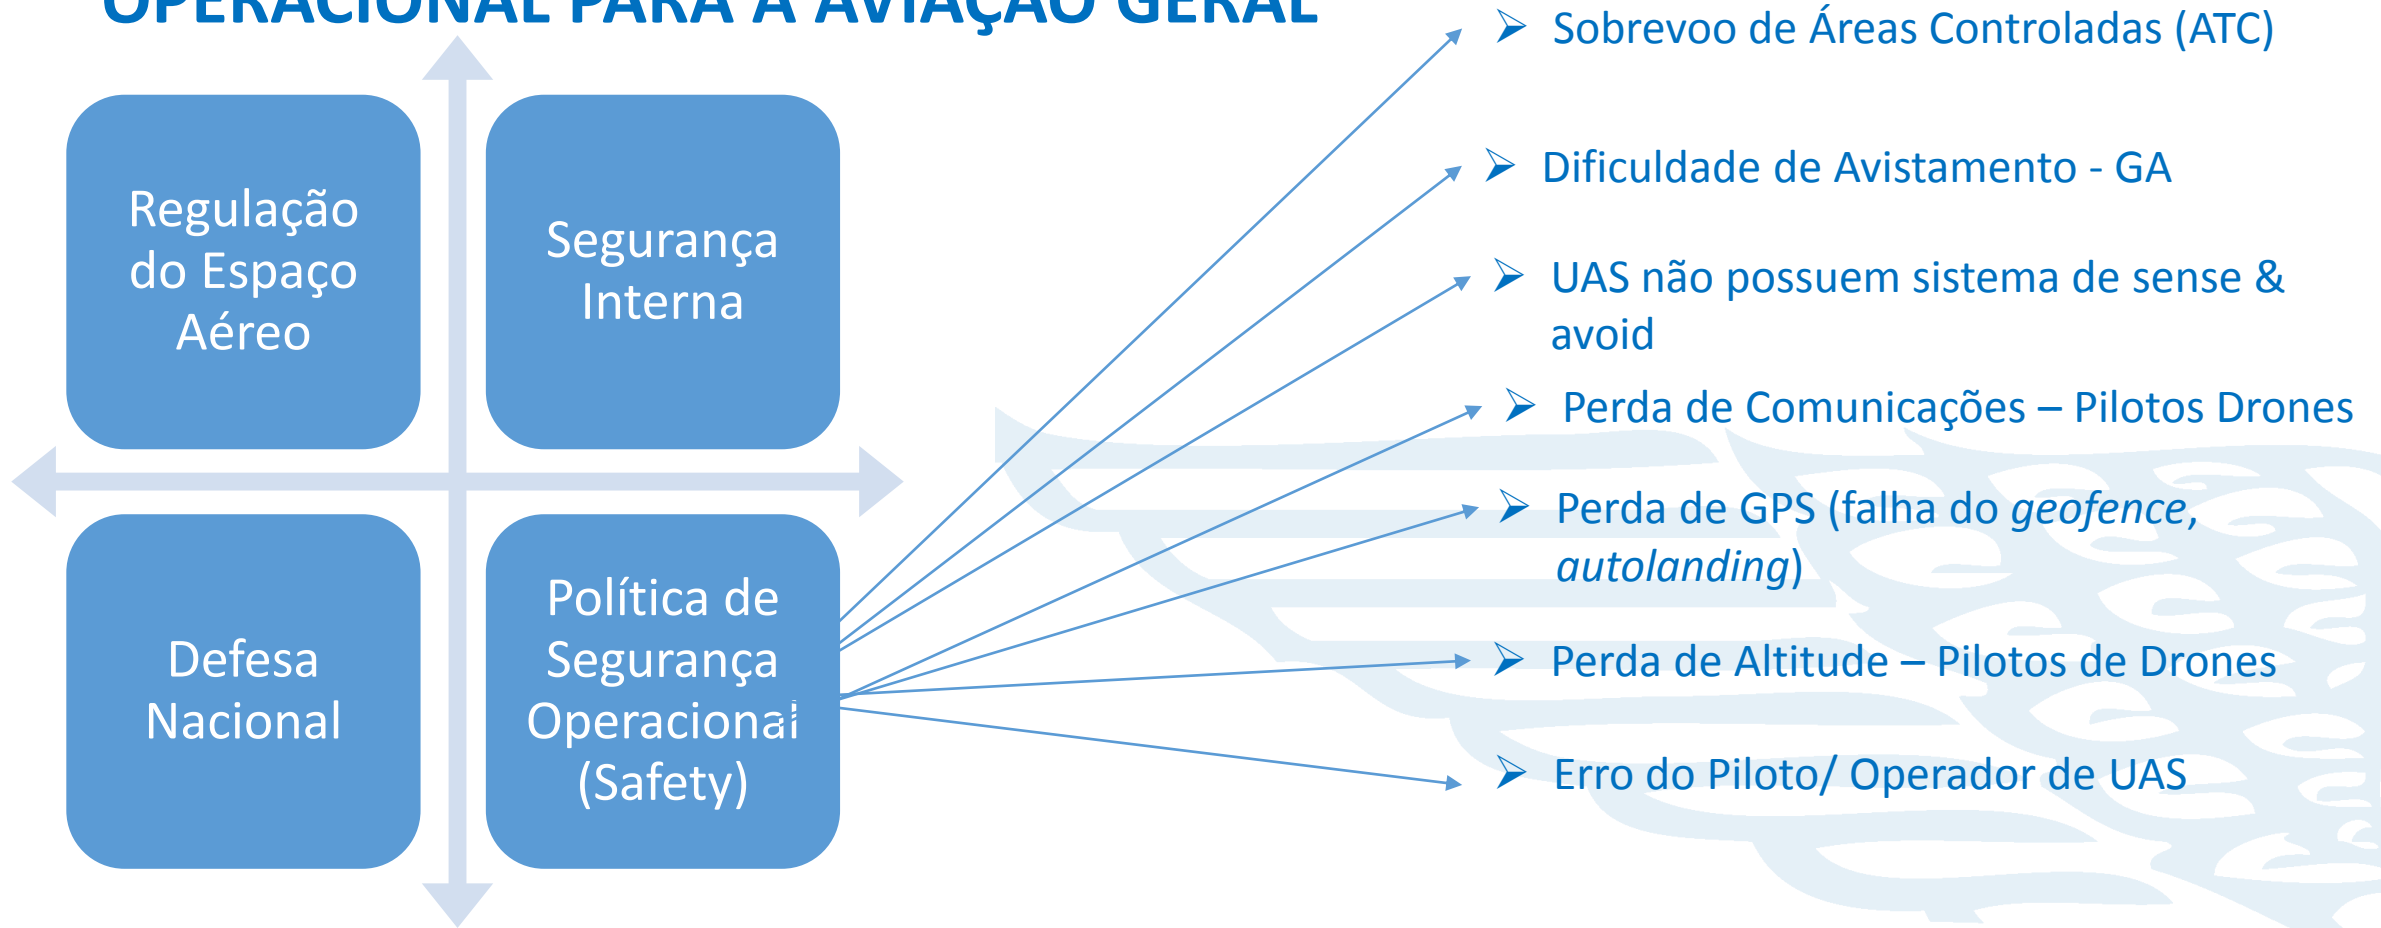 OPERACIONAL PARA A AVIAÇÃO GERAL
Regulação
do Espaço
Aéreo
Segurança
Interna
Defesa
Nacional
Política de
Segurança
Operacional
(Safety)
Sobrevoo de Áreas Controladas (ATC)
Dificuldade de Avistamento - GA
UAS não possuem sistema de sense &
avoid
Perda de Comunicações – Pilotos Drones
Perda de GPS (falha do geofence,
autolanding)
Perda de Altitude – Pilotos de Drones
Erro do Piloto/ Operador de UAS